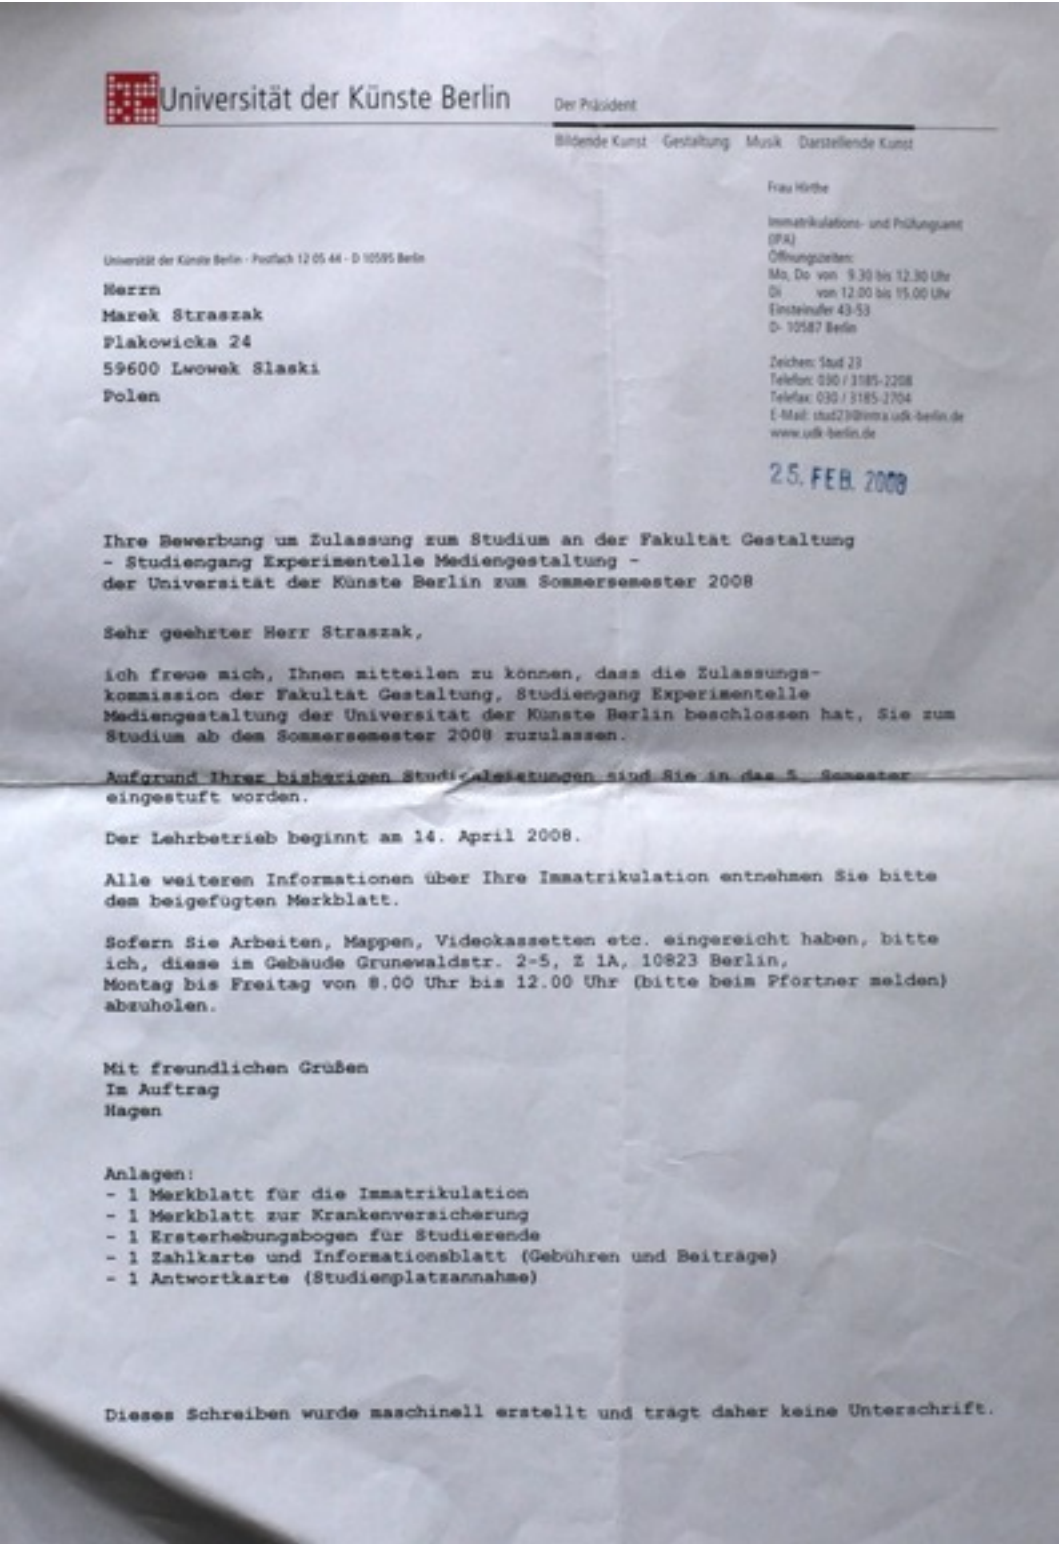 Universität der Künste Berlin
Der Präsident
Bildende Kunst Gestaltung Musik Darstellende Kunst
Frau Hirthe
Immatrikulations- und Prüfungsamt
(IPA)
Öffnungszeiten:
Mo, Do von 9.30 bis 12.30 Uhr
Di von 12.00 bis 15.00 Uhr
Einsteinufer 43-53
D- 10587 Berlin
Zeichen: Stud 23
Telefon: 030 / 3185-2208
Telefax: 030 / 3185-2704
E-Mail: stud23@intra.udk-berlin.de
www.udk-berlin.de
25. FEB. 2008
Universität der Künste Berlin - Postfach 12 05 44 - D 10595 Berlin
Herrn
Marek Straszak
Plakowicka 24
59600 Lwowek Slaski
Polen
Ihre Bewerbung um Zulassung zum Studium an der Fakultät Gestaltung
- Studiengang Experimentelle Mediengestaltung -
der Universität der Künste Berlin zum Sommersemester 2008
Sehr geehrter Herr Straszak,
ich freue mich, Ihnen mitteilen zu können, dass die Zulassungs-
kommission der Fakultät Gestaltung, Studiengang Experimentelle
Mediengestaltung der Universität der Künste Berlin beschlossen hat, Sie zum
Studium ab dem Sommersemester 2008 zuzulassen.
Aufgrund Ihrer bisherigen Studienleistungen sind Sie in das 5. Semester
eingestuft worden.
Der Lehrbetrieb beginnt am 14. April 2008.
Alle weiteren Informationen über Ihre Immatrikulation entnehmen Sie bitte
dem beigefügten Merkblatt.
Sofern Sie Arbeiten, Mappen, Videokassetten etc. eingereicht haben, bitte
ich, diese im Gebäude Grunewaldstr. 2-5, Z 1A, 10823 Berlin,
Montag bis Freitag von 8.00 Uhr bis 12.00 Uhr (bitte beim Pförtner melden)
abzuholen.
Mit freundlichen Grüßen
Im Auftrag
Hagen
Anlagen:
- 1 Merkblatt für die Immatrikulation
- 1 Merkblatt zur Krankenversicherung
- 1 Ersterhebungsbogen für Studierende
- 1 Zahlkarte und Informationsblatt (Gebühren und Beiträge)
- 1 Antwortkarte (Studienplatzannahme)
Dieses Schreiben wurde maschinell erstellt und trägt daher keine Unterschrift.